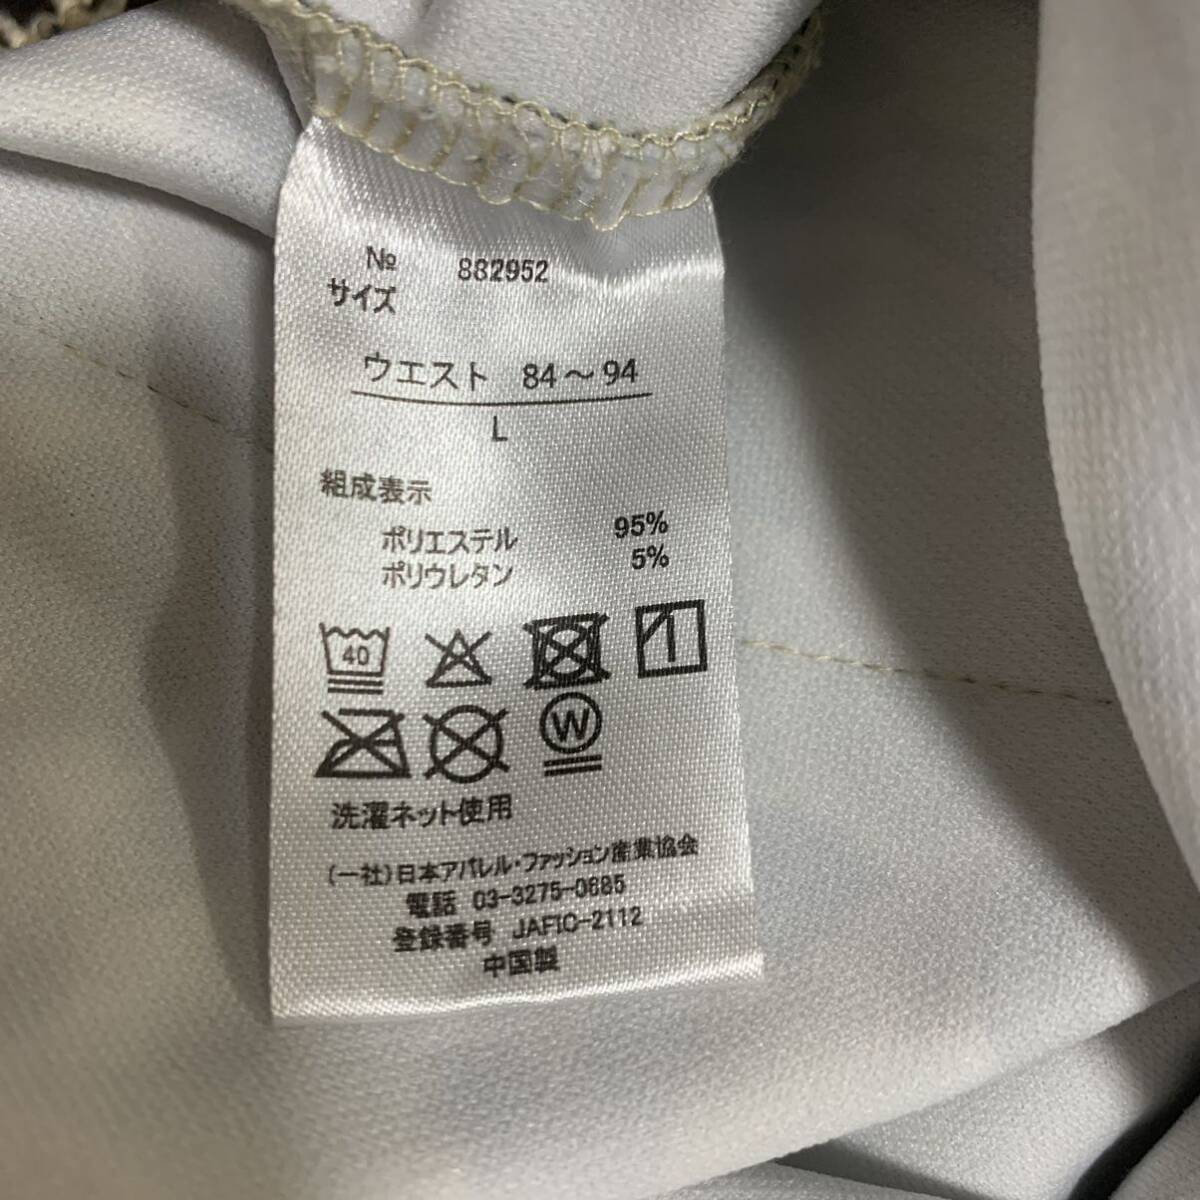 № 882952
サイズ
ウエスト 84～94
L
組成表示
ポリエステル 95%
ポリウレタン 5%
40
W
洗濯ネット使用
(一社)日本アパレル・ファッション産業協会
電話 03-3275-0685
登録番号 JAFIC-2112
中国製